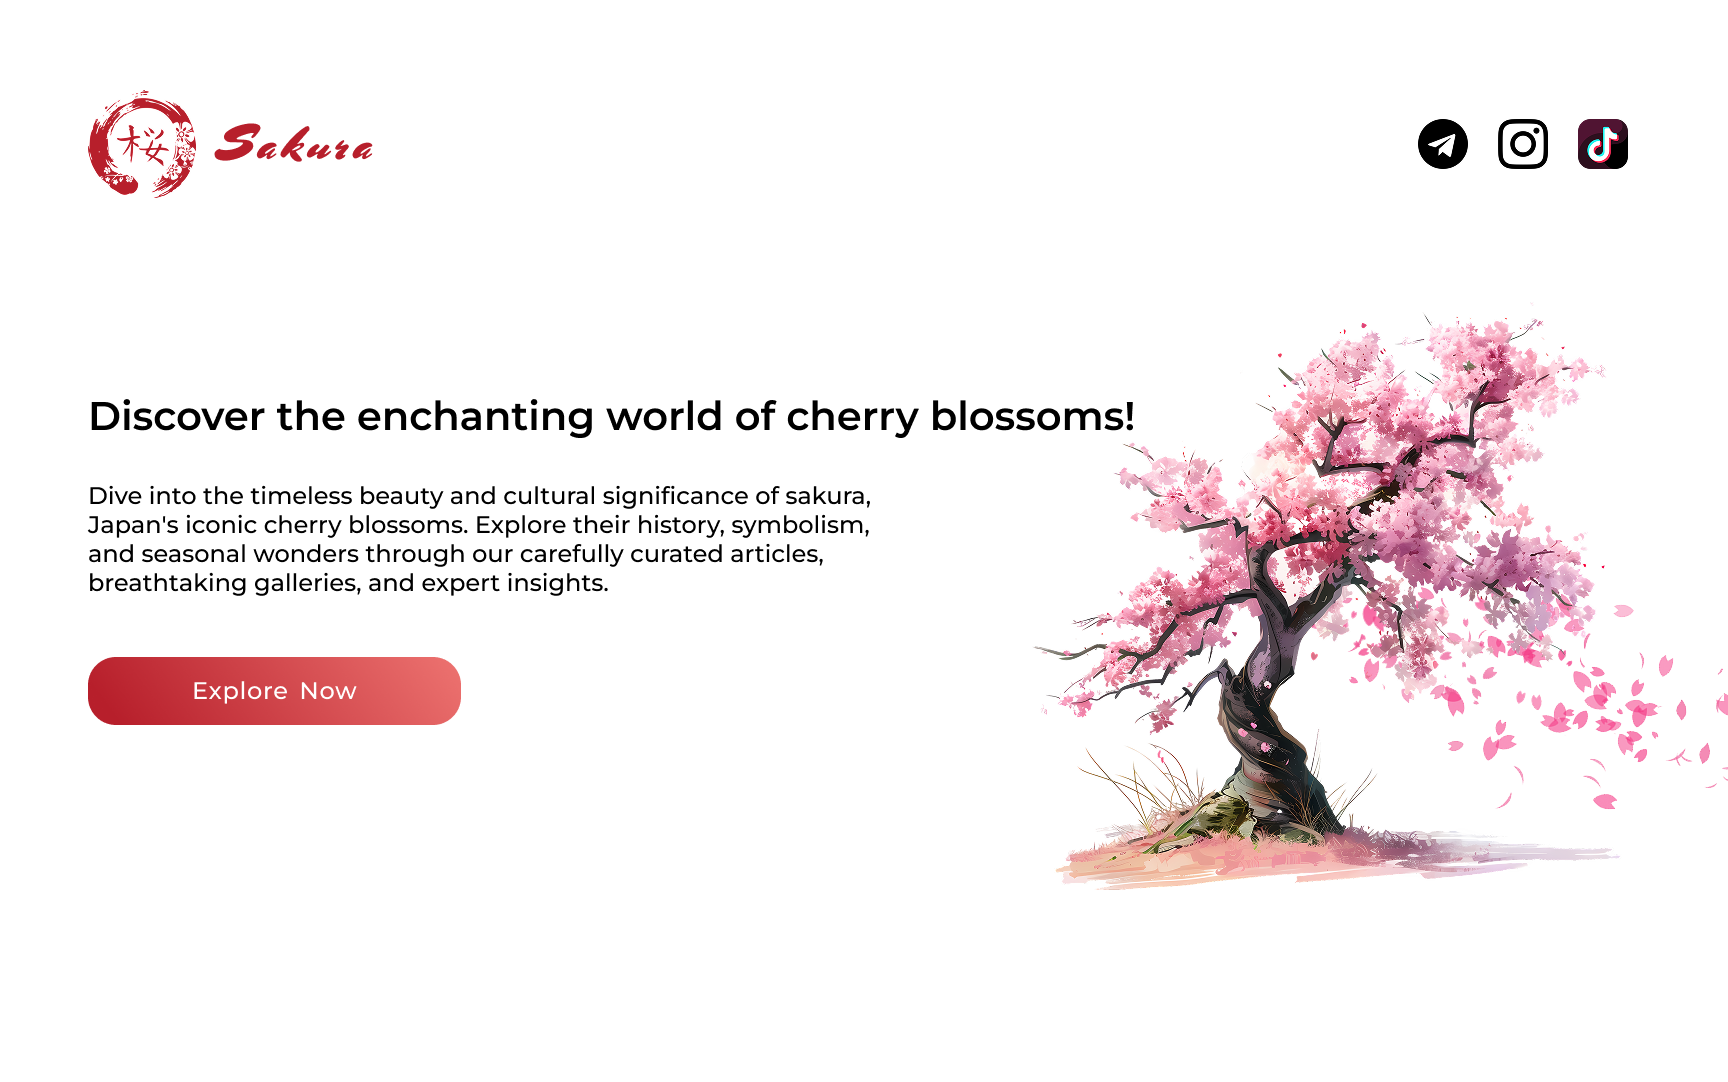 桜
Sakura
Discover the enchanting world of cherry blossoms!
Dive into the timeless beauty and cultural significance of sakura,
Japan's iconic cherry blossoms. Explore their history, symbolism,
and seasonal wonders through our carefully curated articles,
breathtaking galleries, and expert insights.
Explore Now